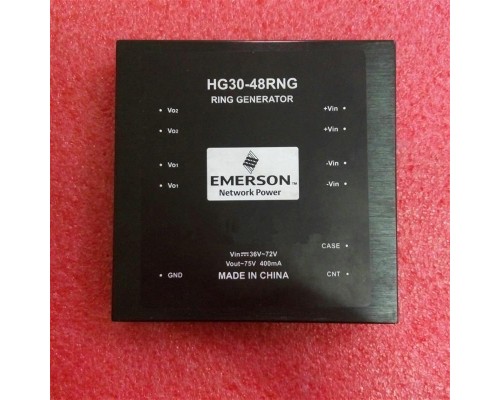 HG30-48RNG
RING GENERATOR
Vo2
+Vin
Vo2
+Vin
Vo1
-Vin
Vo1
-Vin
EMERSON™
Network Power
CASE
Vin⎓36V~72V
Vout~75V 400mA
GND
MADE IN CHINA
CNT